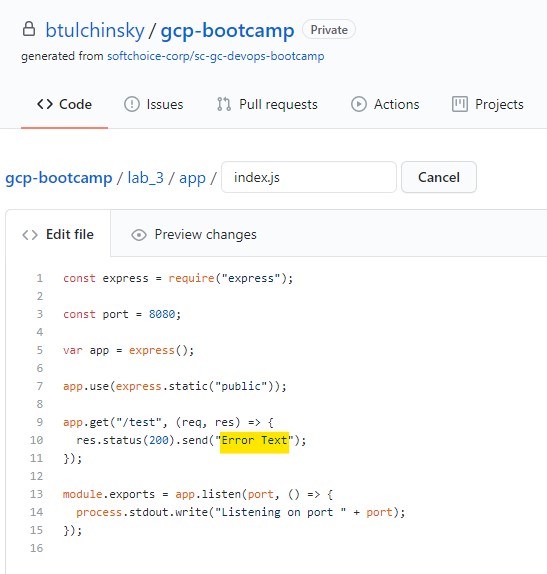 btulchinsky / gcp-bootcamp Private
generated from softchoice-corp/sc-gc-devops-bootcamp
Code Issues Pull requests Actions Projects
gcp-bootcamp / lab_3 / app / index.js Cancel
Edit file Preview changes
1 const express = require("express");
2
3 const port = 8080;
4
5 var app = express();
6
7 app.use(express.static("public"));
8
9 app.get("/test", (req, res) => {
10 res.status(200).send("Error Text");
11 });
12
13 module.exports = app.listen(port, () => {
14 process.stdout.write("Listening on port " + port);
15 });
16